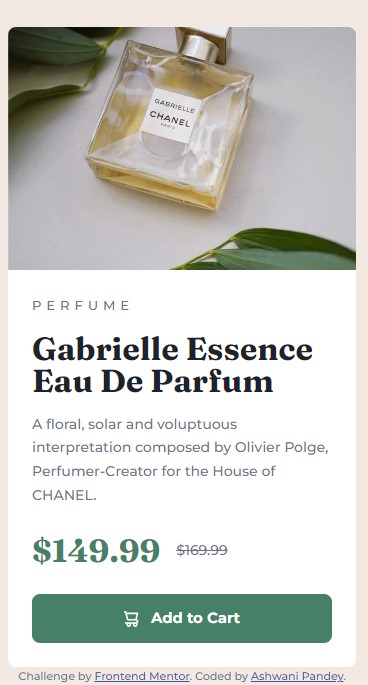 GABRIELLE
CHANEL
PARIS
PERFUME
Gabrielle Essence
Eau De Parfum
A floral, solar and voluptuous
interpretation composed by Olivier Polge,
Perfumer-Creator for the House of
CHANEL.
$149.99 $169.99
Add to Cart
Challenge by Frontend Mentor. Coded by Ashwani Pandey.